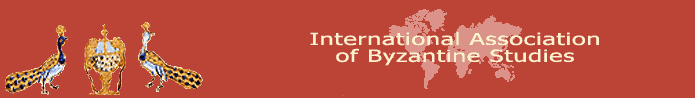 International Association
of Byzantine Studies